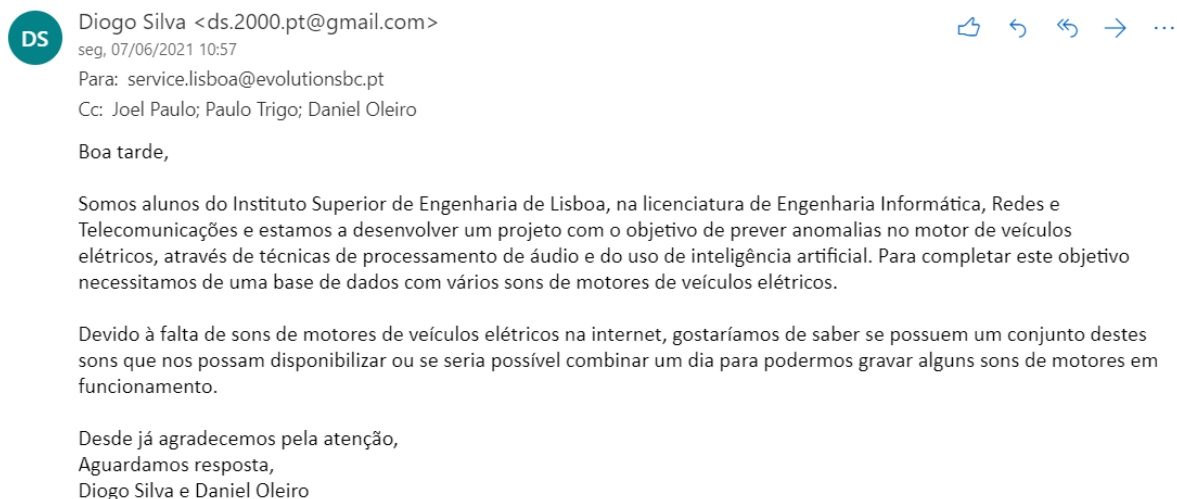 DS
Diogo Silva <ds.2000.pt@gmail.com>
seg, 07/06/2021 10:57
Para: service.lisboa@evolutionsbc.pt
Cc: Joel Paulo; Paulo Trigo; Daniel Oleiro
Boa tarde,
Somos alunos do Instituto Superior de Engenharia de Lisboa, na licenciatura de Engenharia Informática, Redes e
Telecomunicações e estamos a desenvolver um projeto com o objetivo de prever anomalias no motor de veículos
elétricos, através de técnicas de processamento de áudio e do uso de inteligência artificial. Para completar este objetivo
necessitamos de uma base de dados com vários sons de motores de veículos elétricos.
Devido à falta de sons de motores de veículos elétricos na internet, gostaríamos de saber se possuem um conjunto destes
sons que nos possam disponibilizar ou se seria possível combinar um dia para podermos gravar alguns sons de motores em
funcionamento.
Desde já agradecemos pela atenção,
Aguardamos resposta,
Diogo Silva e Daniel Oleiro